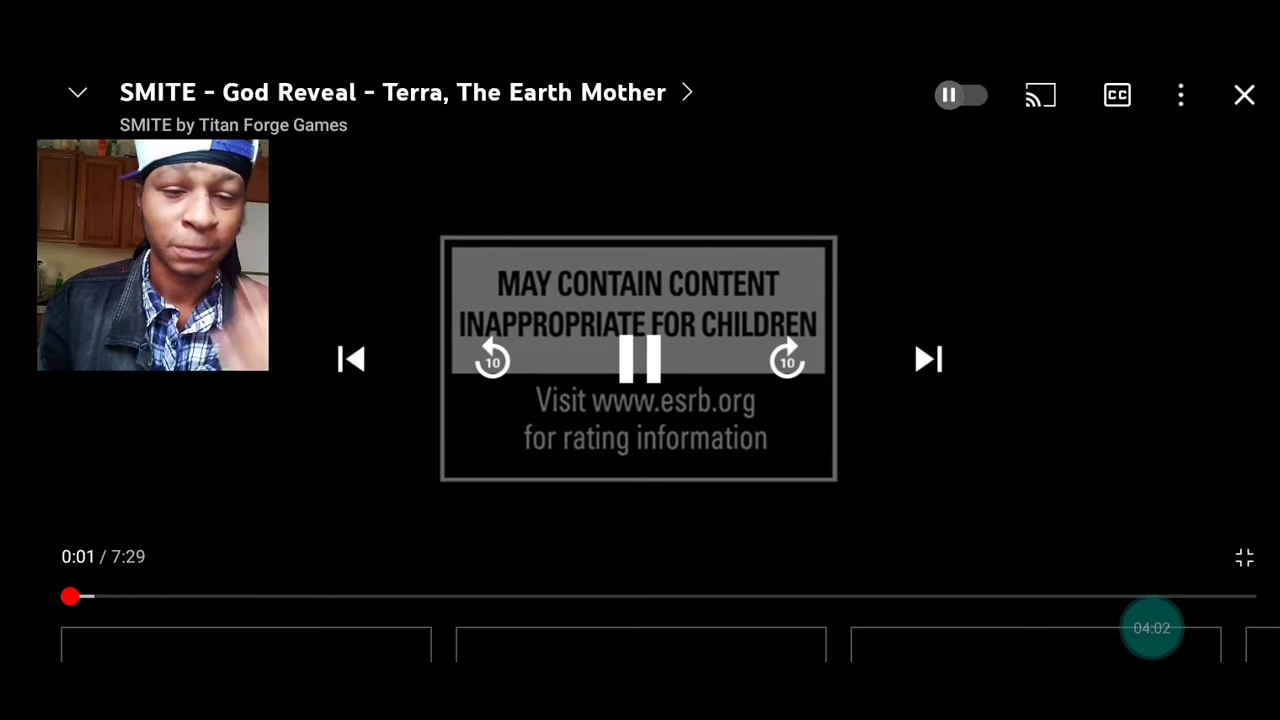 SMITE - God Reveal - Terra, The Earth Mother
SMITE by Titan Forge Games
CC
MAY CONTAIN CONTENT
INAPPROPRIATE FOR CHILDREN
10
10
Visit www.esrb.org
for rating information
0:01 / 7:29
04:02